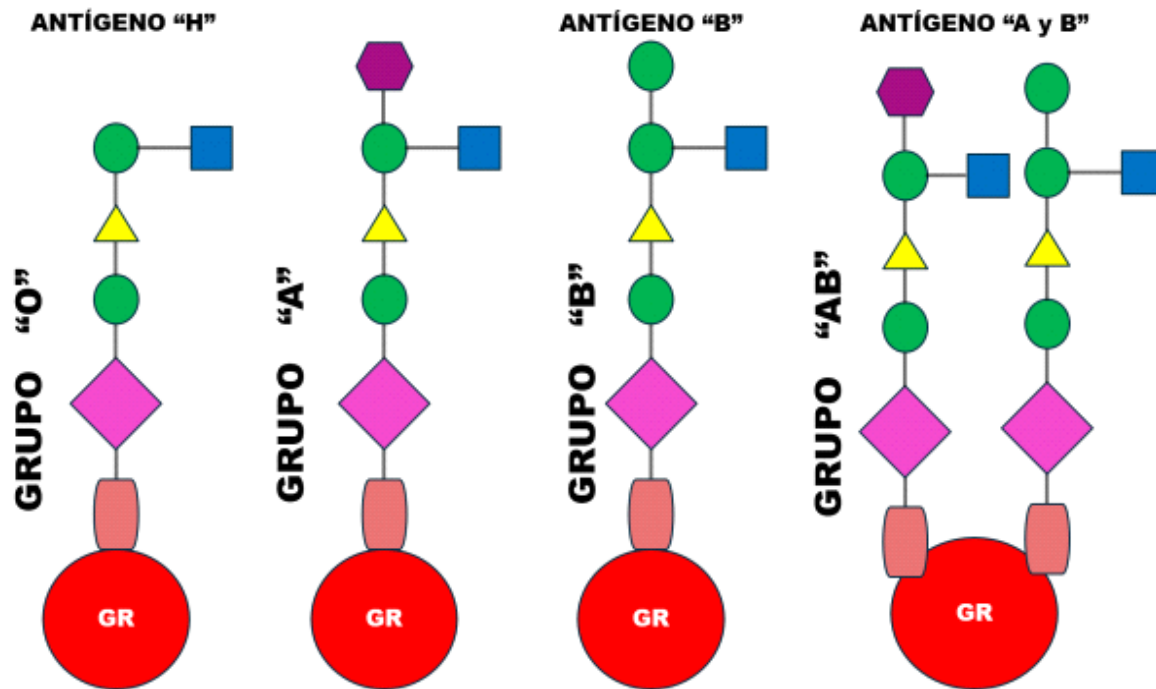 ANTÍGENO “H”
ANTÍGENO “B”
ANTÍGENO “A y B”
GRUPO “O”
GRUPO “A”
GRUPO “B”
GRUPO “AB”
GR
GR
GR
GR